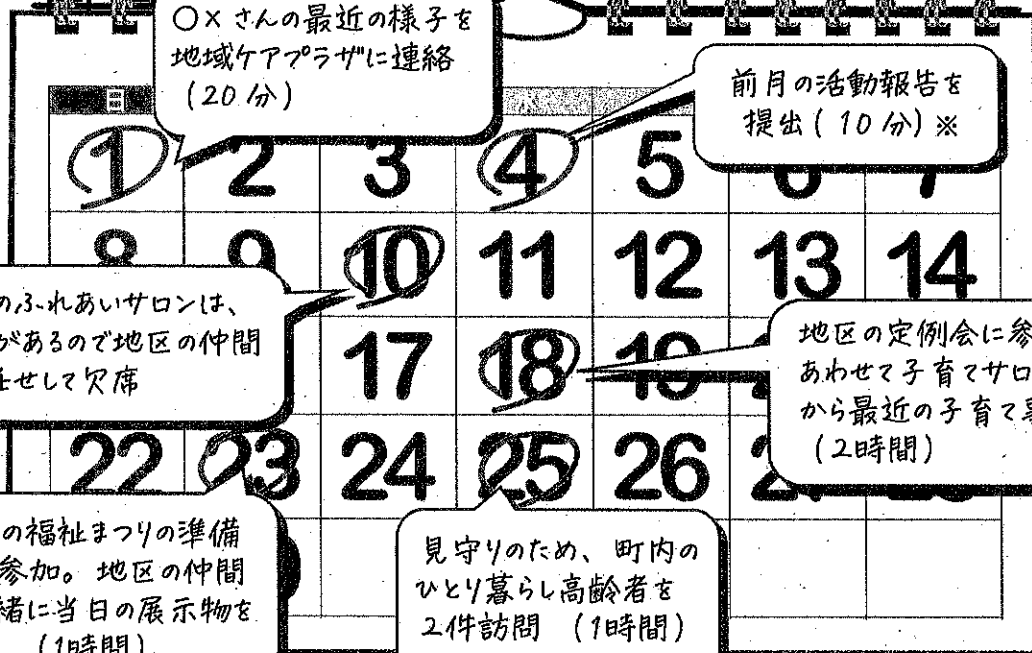 ○×さんの最近の様子を
地域ケアプラザに連絡
(20分)
前月の活動報告を
提出(10分)※
日
1 2 3 4 5 6 7
8 9 10 11 12 13 14
のふれあいサロンは、
があるので地区の仲間
任せして欠席
17 18 19
地区の定例会に参
あわせて子育てサロ
から最近の子育て事
(2時間)
22 23 24 25 26
の福祉まつりの準備
参加。地区の仲間
緒に当日の展示物を
(1時間)
見守りのため、町内の
ひとり暮らし高齢者を
2件訪問 (1時間)